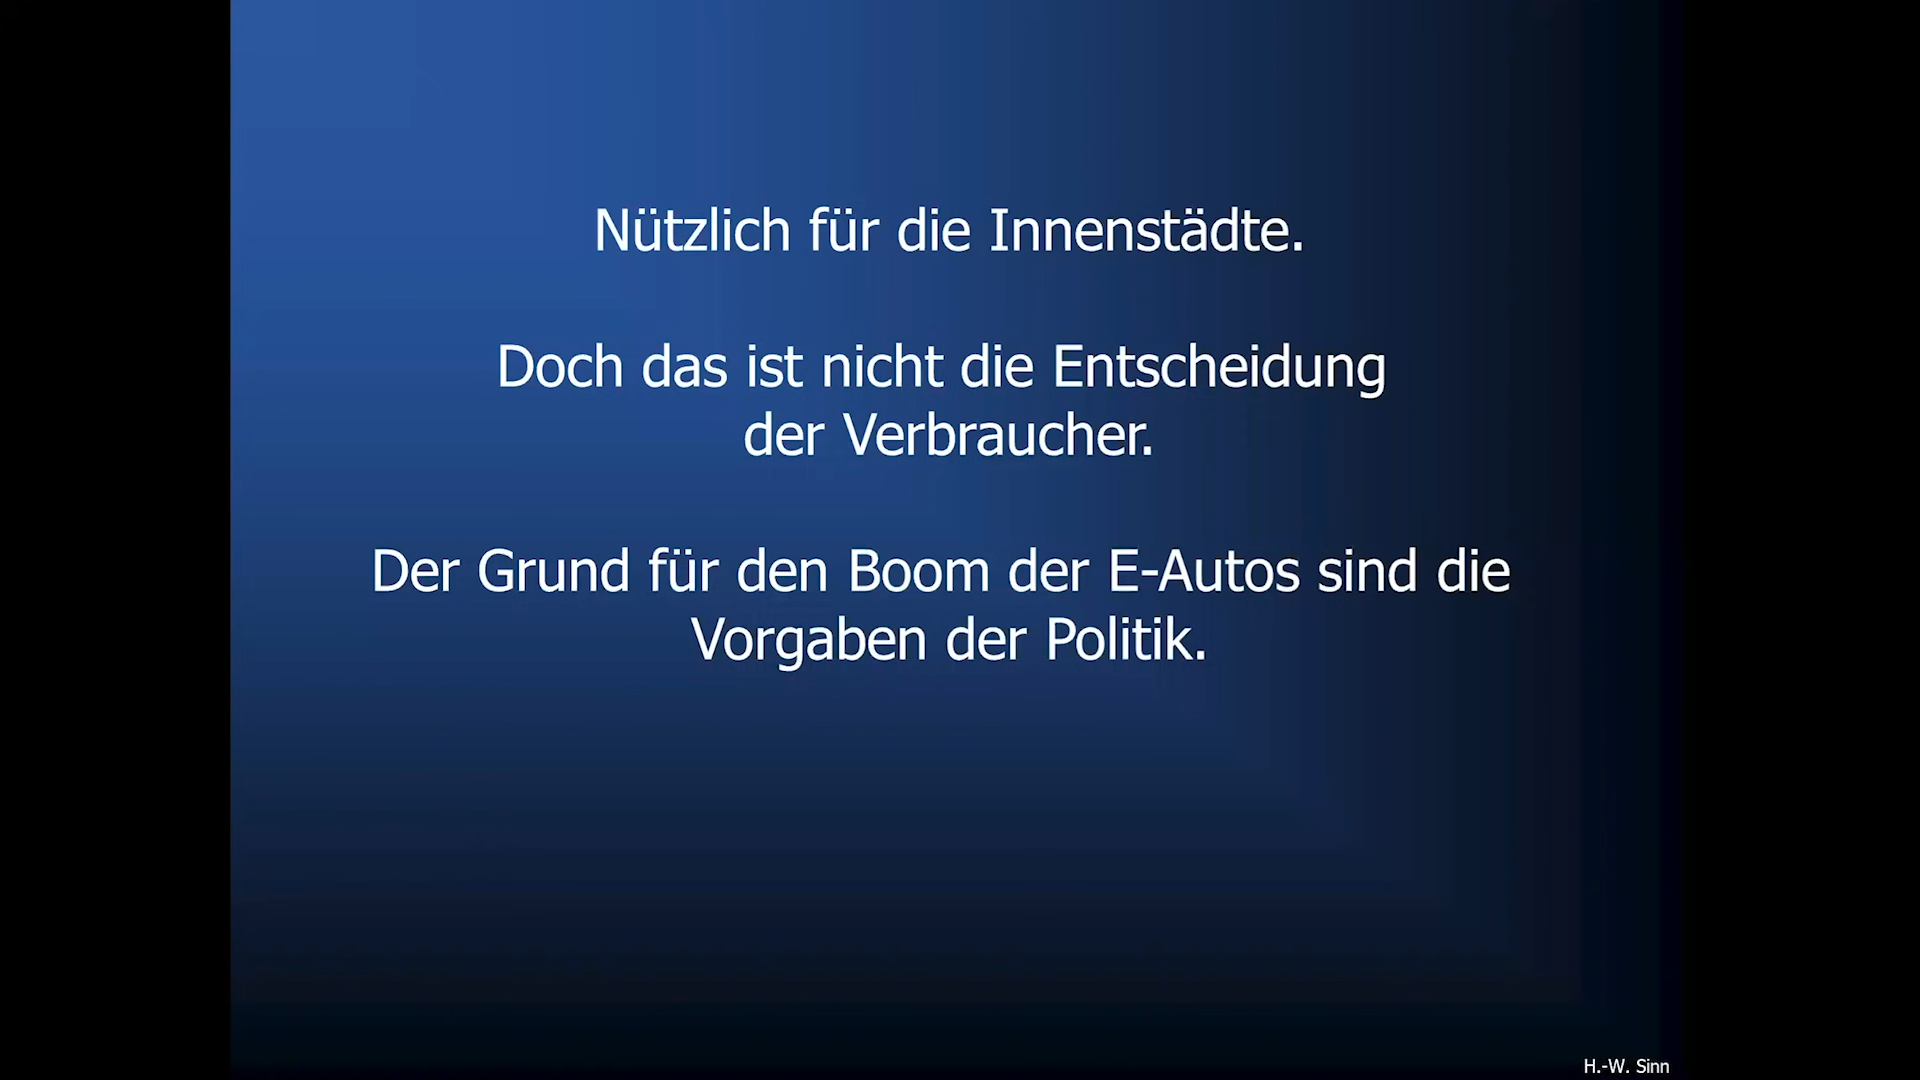 Nützlich für die Innenstädte.
Doch das ist nicht die Entscheidung
der Verbraucher.
Der Grund für den Boom der E-Autos sind die
Vorgaben der Politik.
H.-W. Sinn